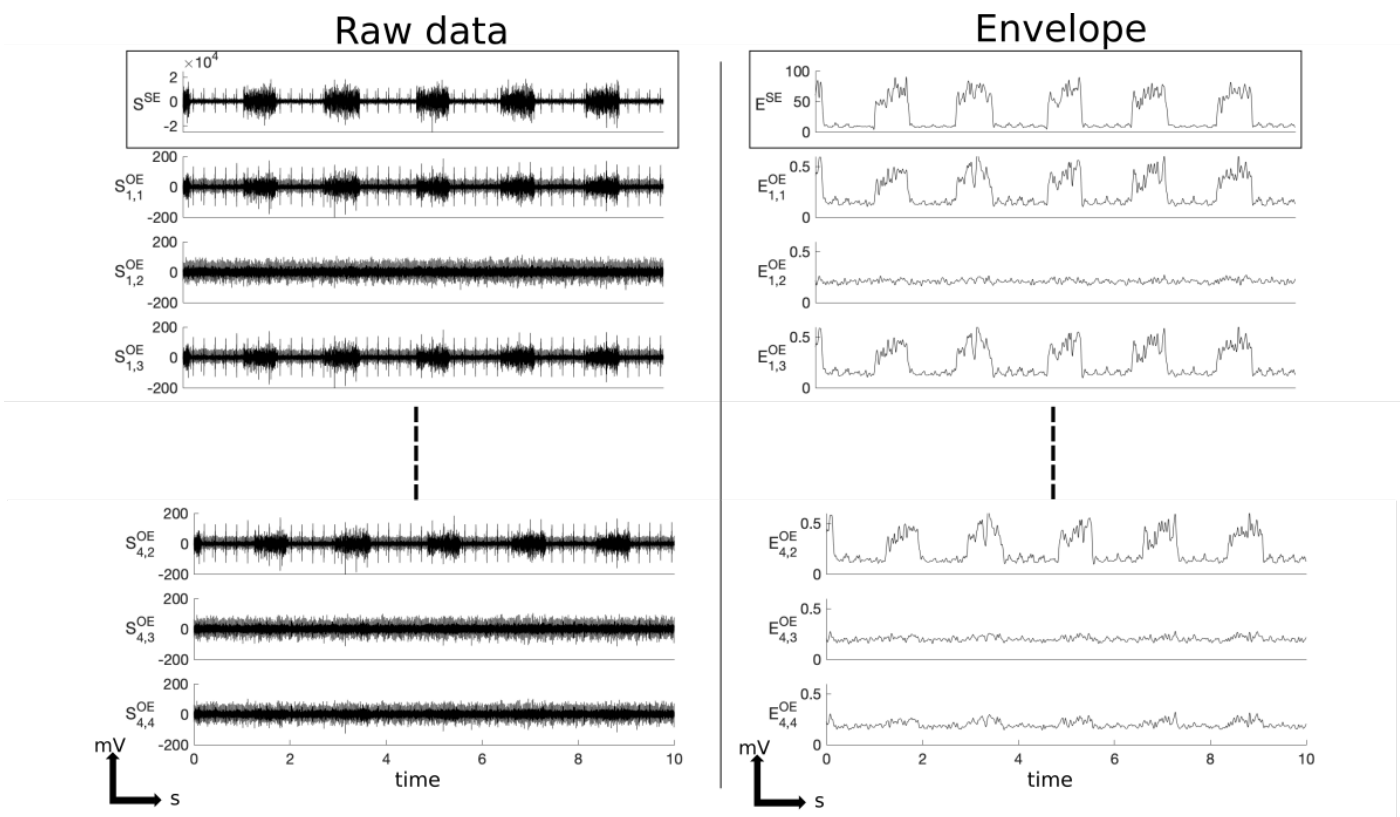 Raw data
×10⁴
2
0
-2
S^SE
200
0
-200
S^OE_1,1
200
0
-200
S^OE_1,2
200
0
-200
S^OE_1,3
200
0
-200
S^OE_4,2
200
0
-200
S^OE_4,3
200
0
-200
S^OE_4,4
0 2 4 6 8 10
time
mV
s
Envelope
100
50
0
E^SE
0.5
0
E^OE_1,1
0.5
0
E^OE_1,2
0.5
0
E^OE_1,3
0.5
0
E^OE_4,2
0.5
0
E^OE_4,3
0.5
0
E^OE_4,4
0 2 4 6 8 10
time
mV
s